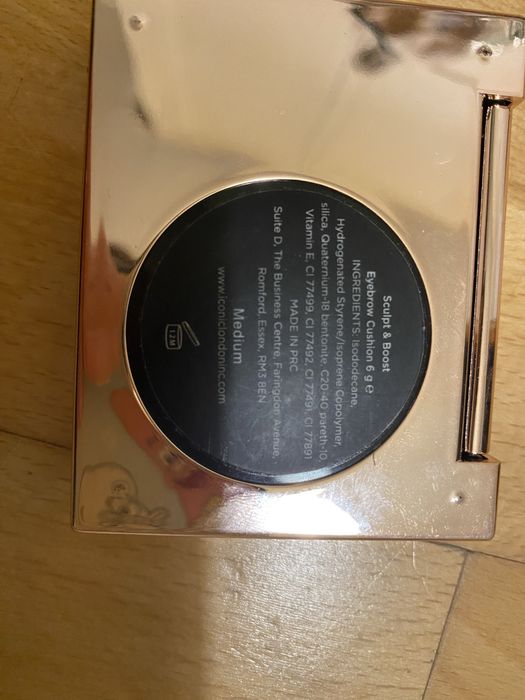 Sculpt & Boost
Eyebrow Cushion 6 g e
INGREDIENTS: Isododecane,
Hydrogenated Styrene/Isoprene Copolymer,
silica, Quaternium-18 bentonite, C20-40 pareth-10,
Vitamin E, CI 77499, CI 77492, CI 77491, CI 77891
MADE IN PRC
Suite D, The Business Centre, Faringdon Avenue,
Romford, Essex, RM3 8EN
www.iconiclondoninc.com
Medium
12M